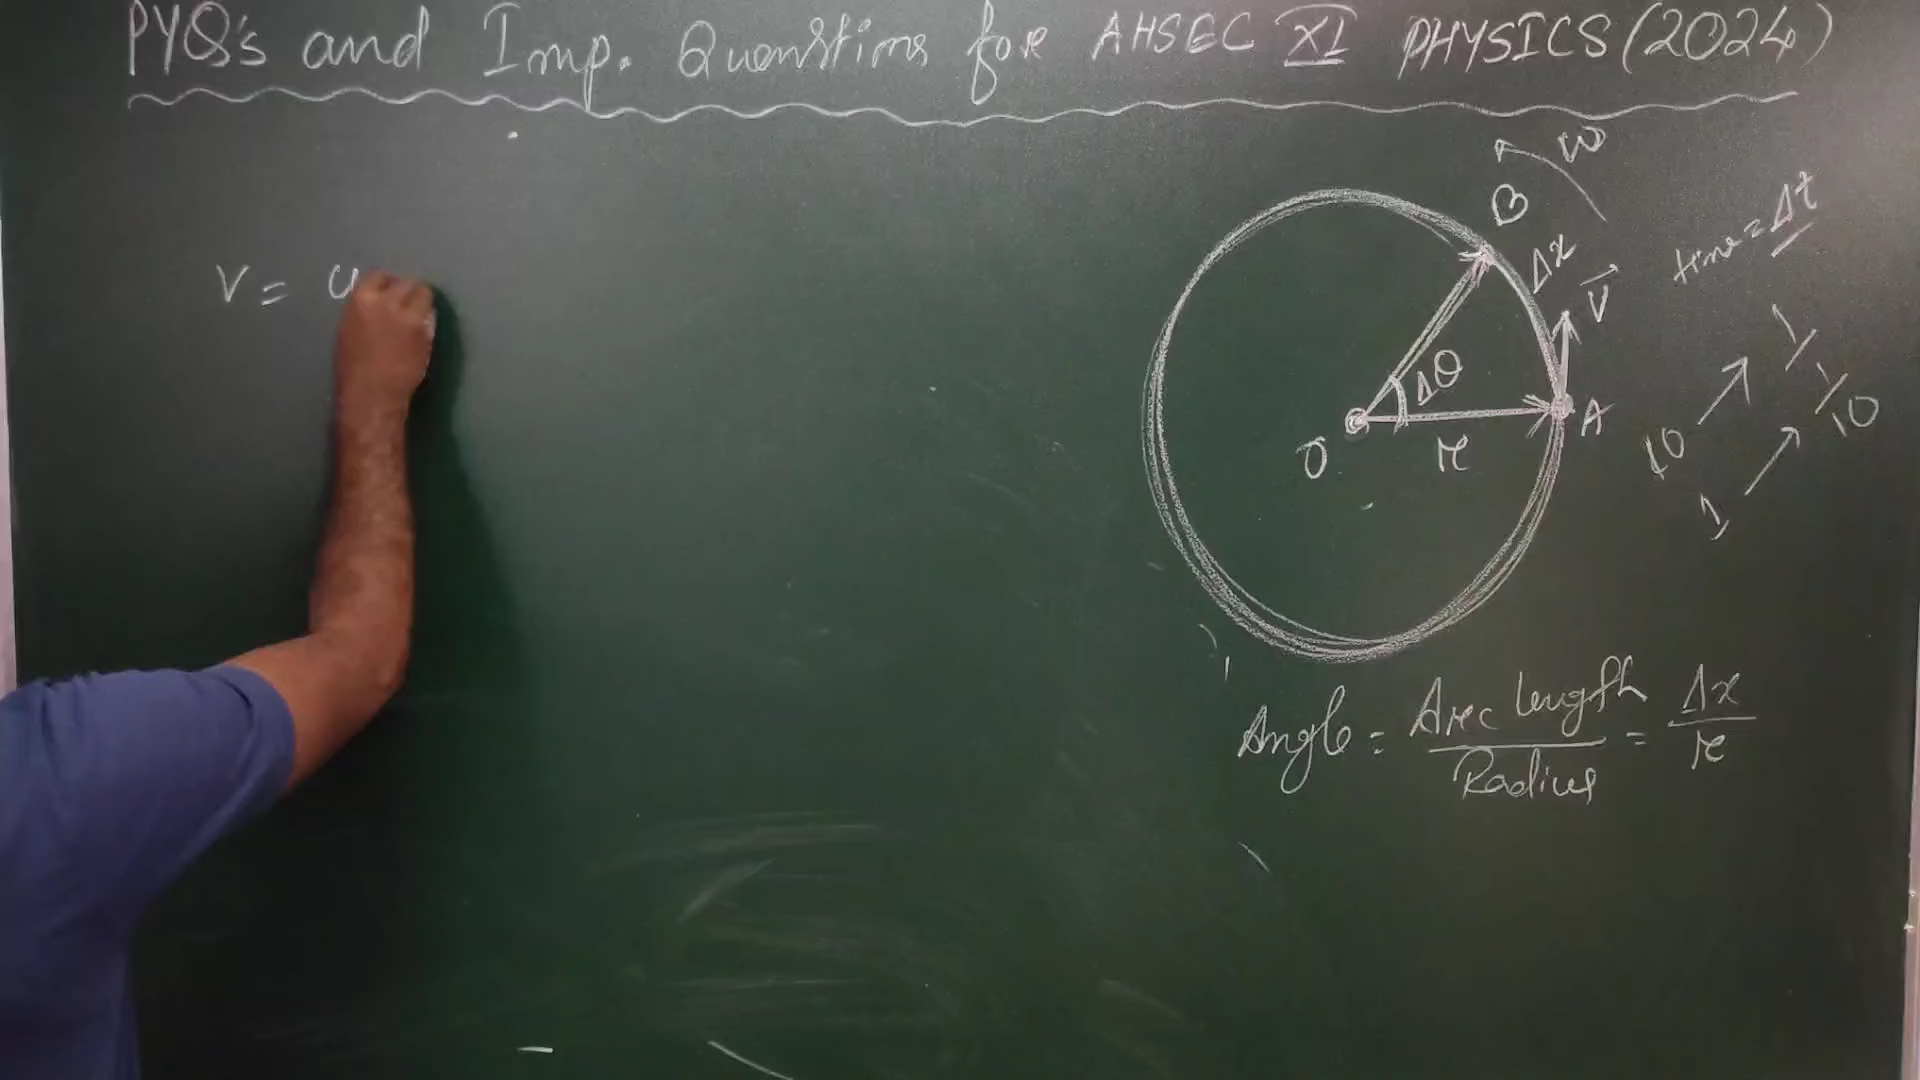 PYQ's and Imp. Quenstions for AHSEC XI PHYSICS (2024)
V =
ω
B
Δx
time = Δt
V
Δθ
1/
1/10
10
A
O
r
1
Angle = Arc length / Radius = Δx / r